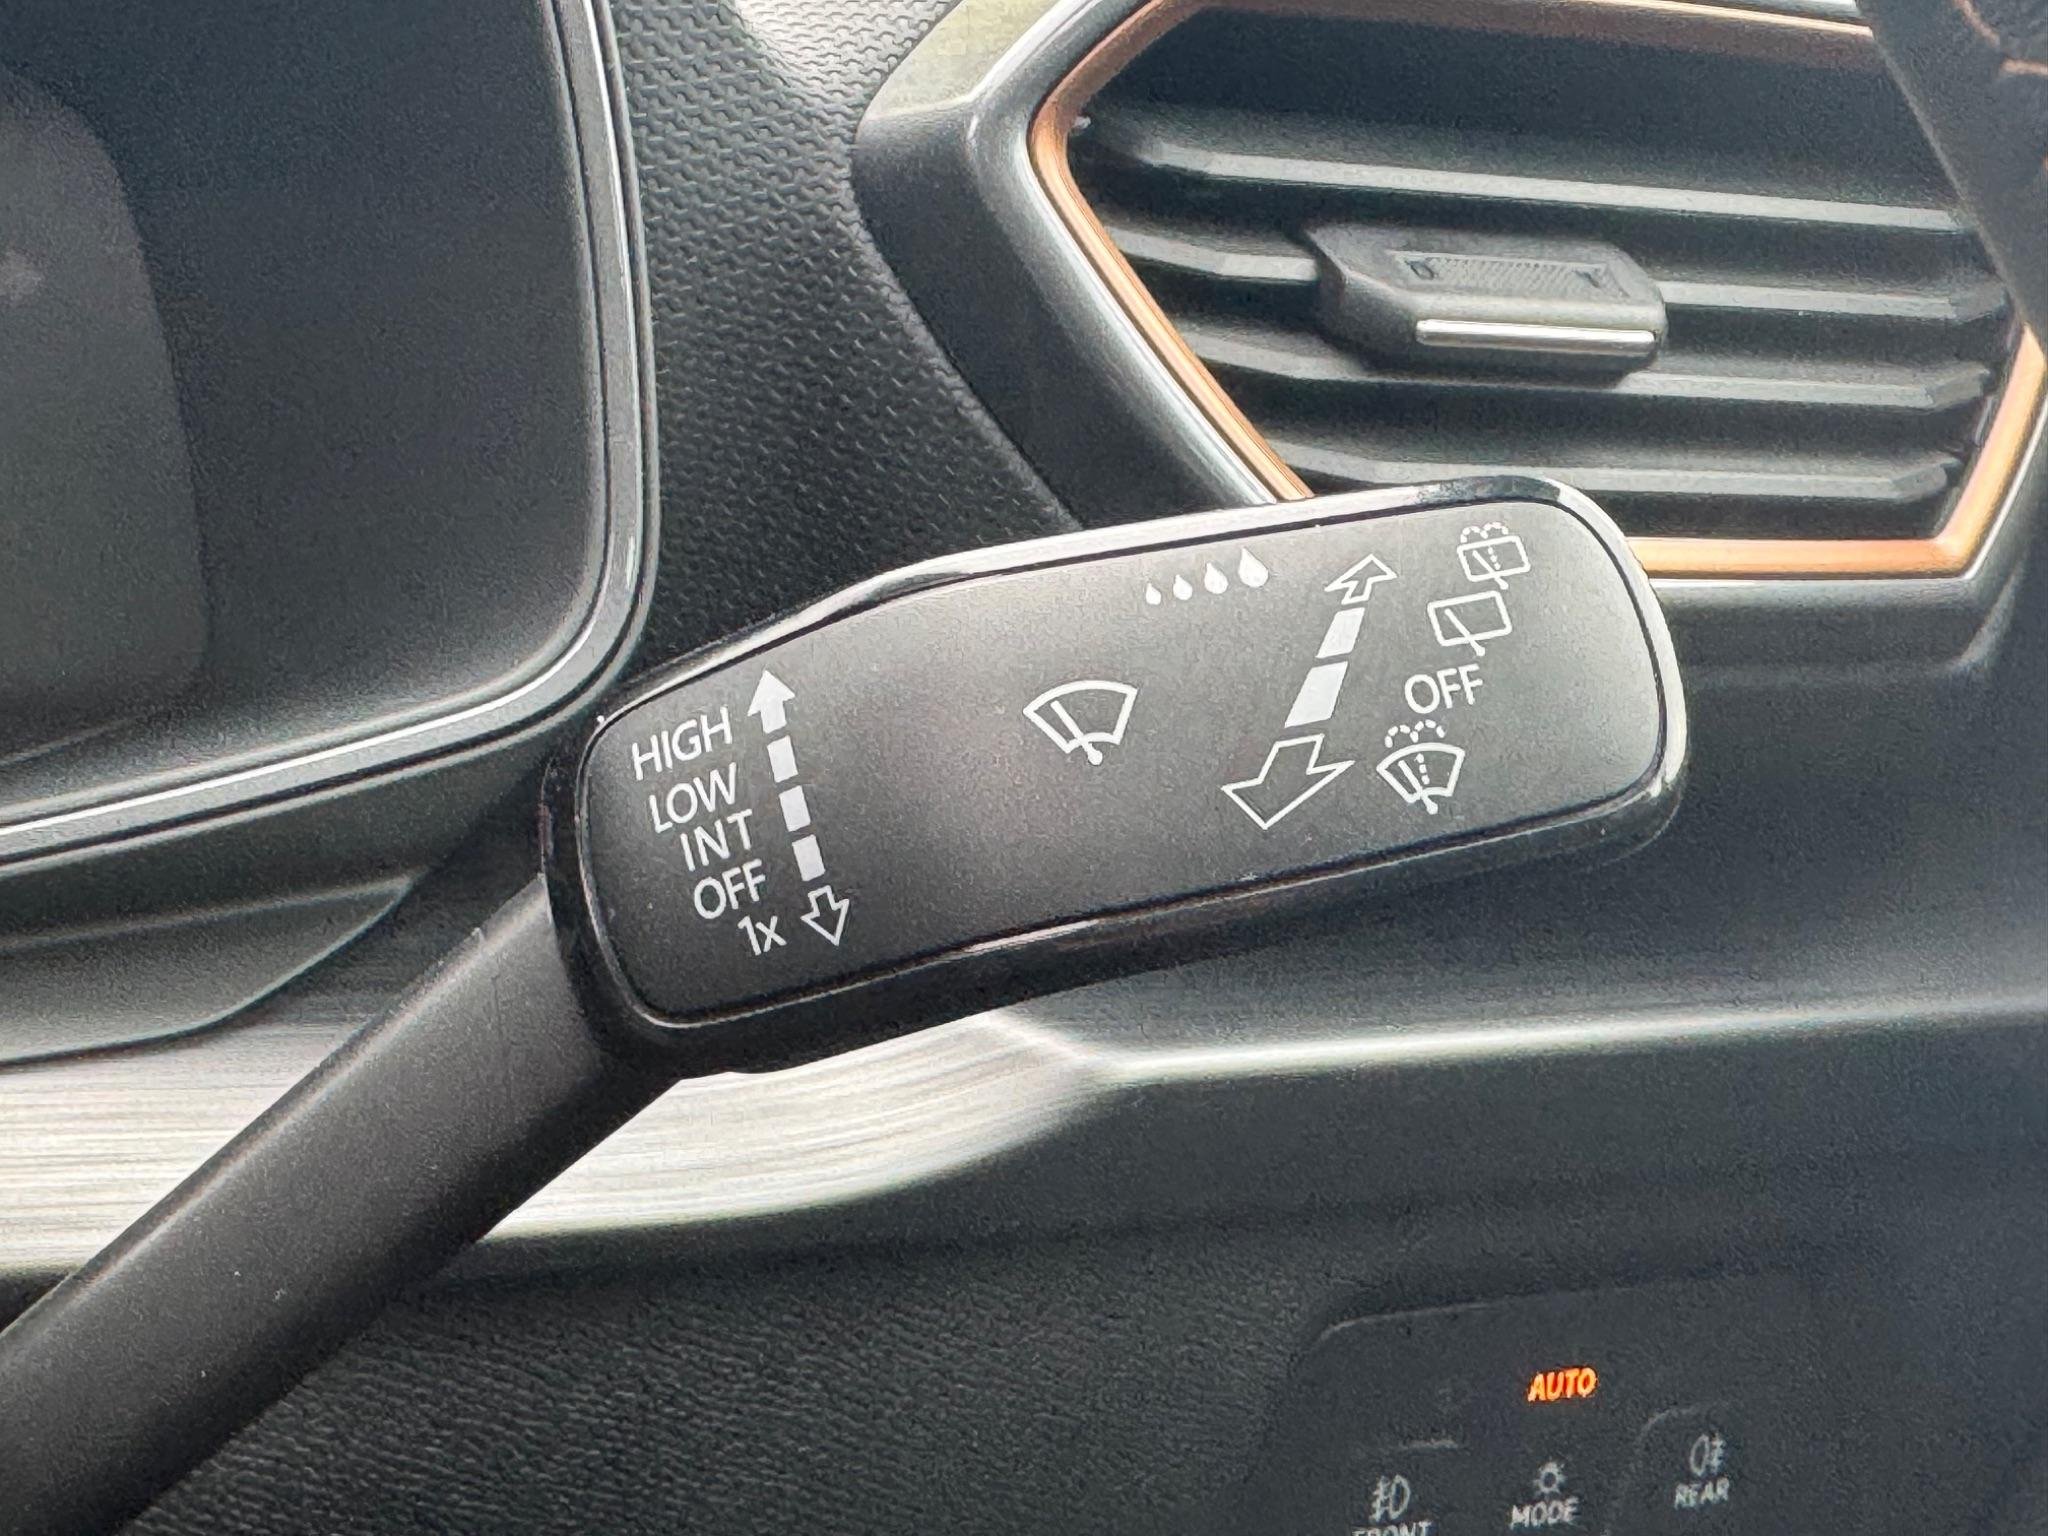 HIGH
LOW
INT
OFF
1x
OFF
AUTO
FRONT
MODE
REAR